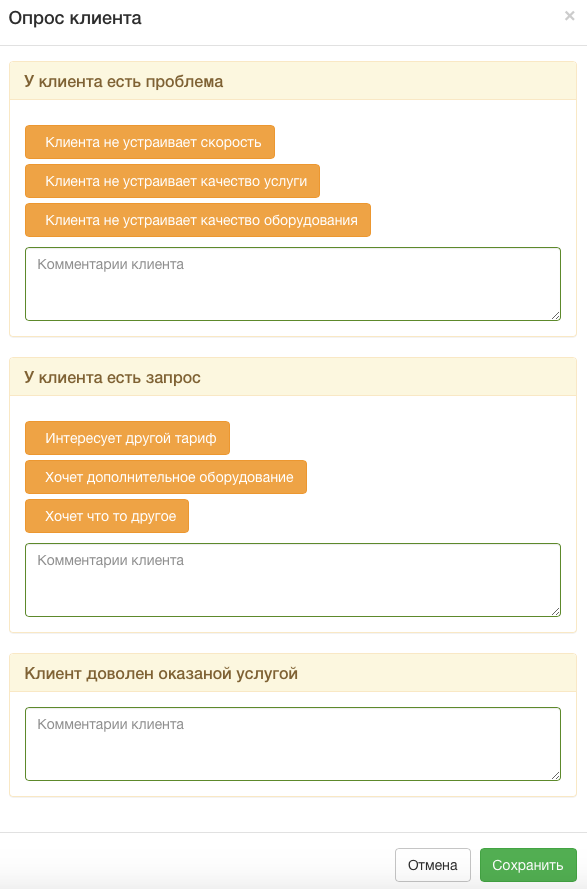 Опрос клиента
×
У клиента есть проблема
Клиента не устраивает скорость
Клиента не устраивает качество услуги
Клиента не устраивает качество оборудования
Комментарии клиента
У клиента есть запрос
Интересует другой тариф
Хочет дополнительное оборудование
Хочет что то другое
Комментарии клиента
Клиент доволен оказаной услугой
Комментарии клиента
Отмена Сохранить